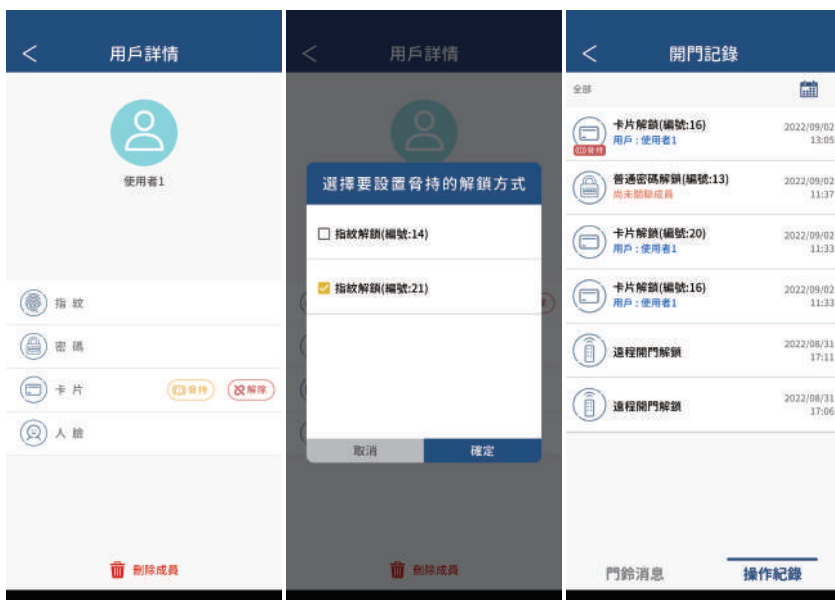 用戶詳情
使用者1
指紋
密碼
卡片
脅持
解除
人臉
刪除成員
用戶詳情
選擇要設置脅持的解鎖方式
指紋解鎖(編號:14)
指紋解鎖(編號:21)
取消
確定
刪除成員
開門記錄
全部
卡片解鎖(編號:16)
用戶：使用者1
2022/09/02
13:05
脅持
普通密碼解鎖(編號:13)
尚未關聯成員
2022/09/02
11:37
卡片解鎖(編號:20)
用戶：使用者1
2022/09/02
11:33
卡片解鎖(編號:16)
用戶：使用者1
2022/09/02
11:33
遠程開門解鎖
2022/08/31
17:11
遠程開門解鎖
2022/08/31
17:06
門鈴消息
操作紀錄